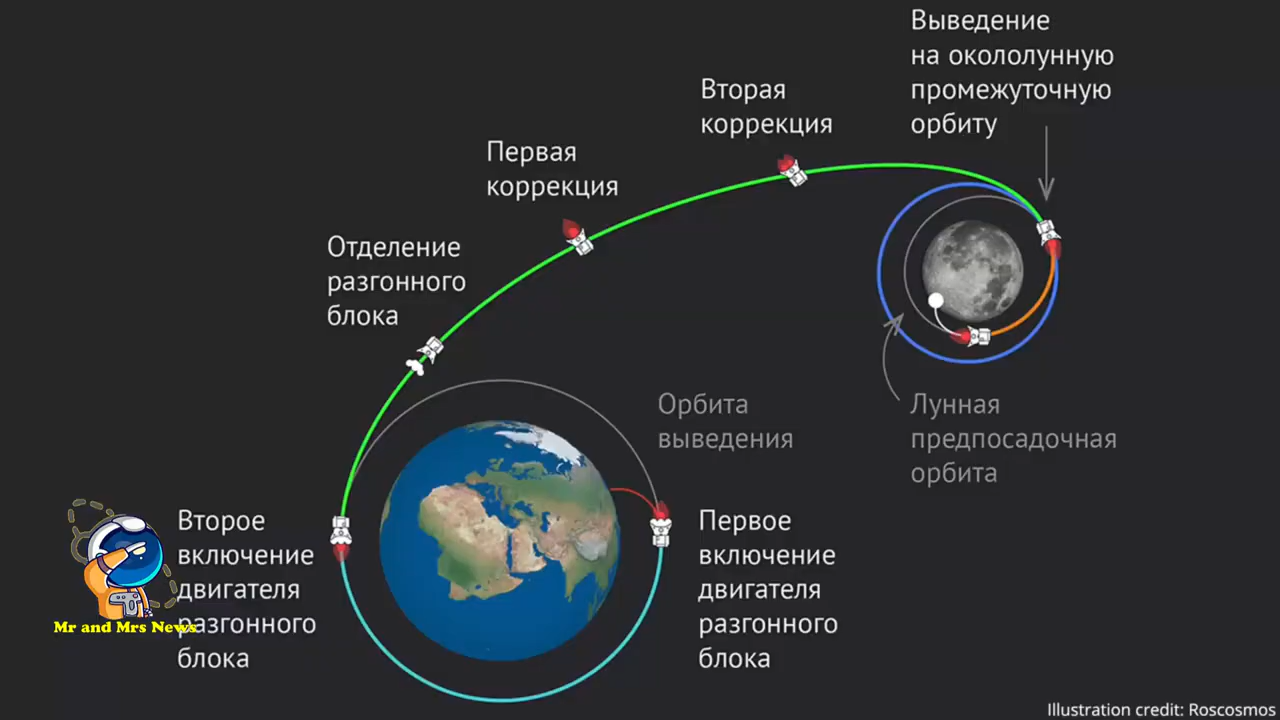 Выведение
на окололунную
промежуточную
орбиту
Вторая
коррекция
Первая
коррекция
Отделение
разгонного
блока
Орбита
выведения
Лунная
предпосадочная
орбита
Второе
включение
двигателя
разгонного
блока
Первое
включение
двигателя
разгонного
блока
Mr and Mrs News
Illustration credit: Roscosmos